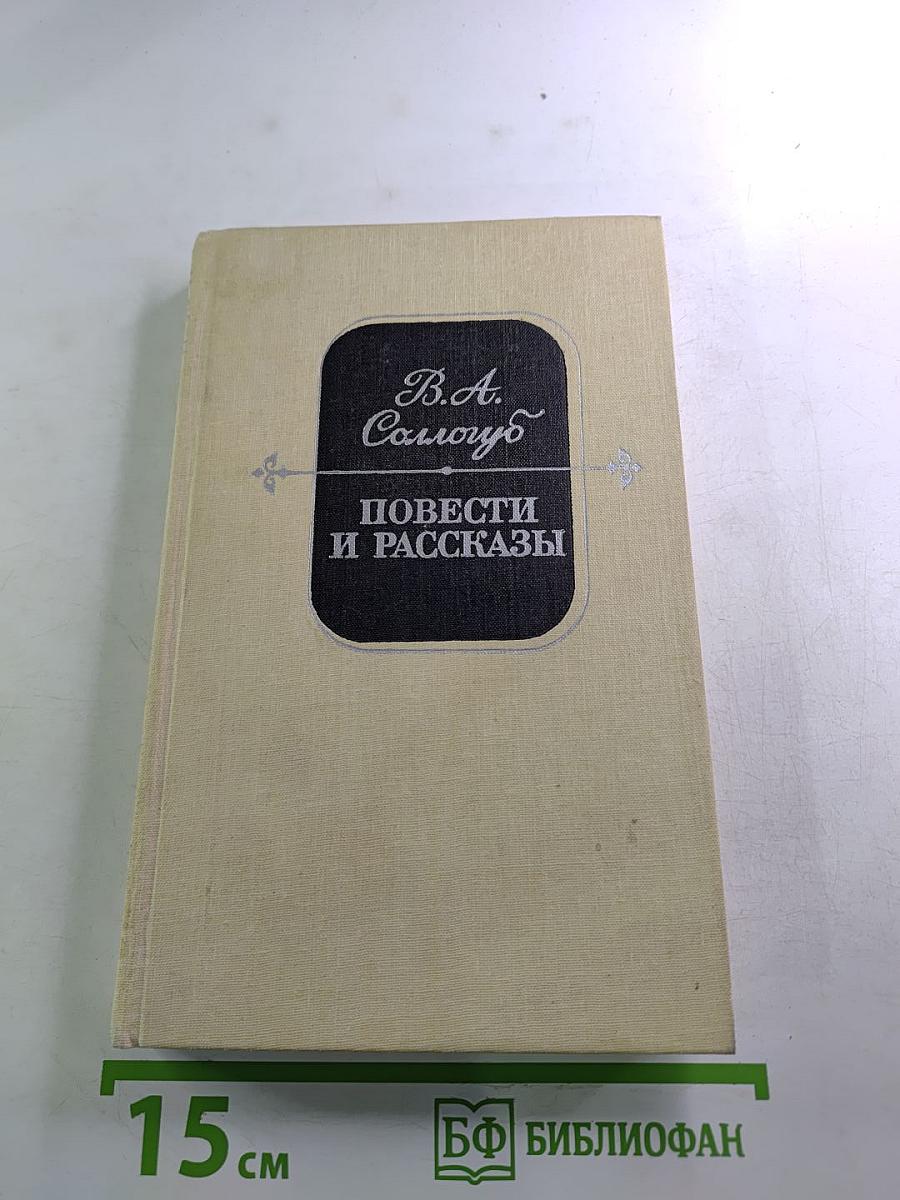 В. А.
Соллогуб
ПОВЕСТИ
И РАССКАЗЫ
15 см
БФ БИБЛИОФАН